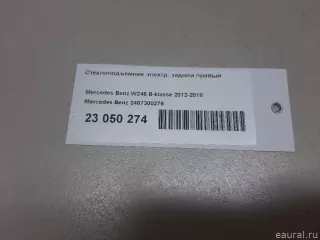 Стеклоподъемник электр. задний правый
Mercedes Benz W246 B-klasse 2012-2018
Mercedes Benz 2467300279
23 050 274
eaural.ru